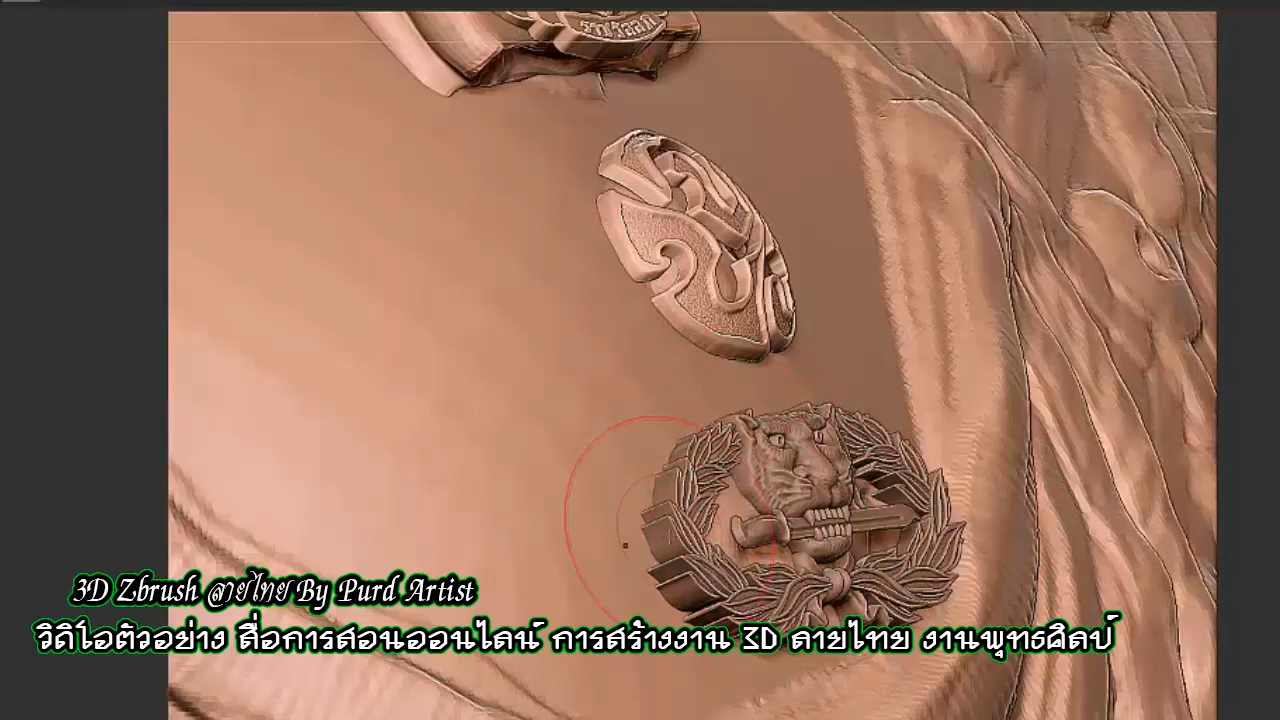 3D Zbrush ลายไทย By Purd Artist
วิดีโอตัวอย่าง สื่อการสอนออนไลน์ การสร้างงาน 3D ลายไทย งานพุทธศิลป์